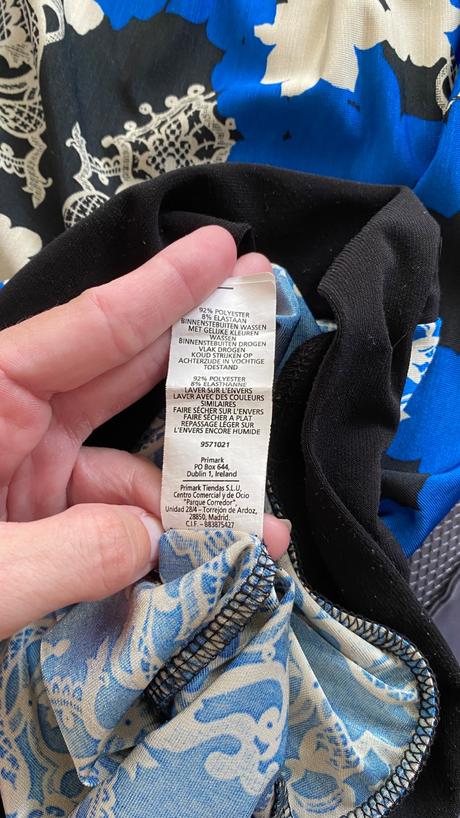 92% POLYESTER
8% ELASTAAN
BINNENSTEBUITEN WASSEN
MET GELIJKE KLEUREN
WASSEN
BINNENSTEBUITEN DROGEN
VLAK DROGEN
KOUD STRIJKEN OP
ACHTERZIJDE IN VOCHTIGE
TOESTAND
92% POLYESTER
8% ELASTHANNE
LAVER SUR L'ENVERS
LAVER AVEC DES COULEURS
SIMILAIRES
FAIRE SÉCHER SUR L'ENVERS
FAIRE SÉCHER A PLAT
REPASSAGE LÉGER SUR
L'ENVERS ENCORE HUMIDE
9571021
Primark
PO Box 644,
Dublin 1, Ireland
Primark Tiendas S.L.U,
Centro Comercial y de Ocio
"Parque Corredor",
Unidad 28/4 - Torrejón de Ardoz,
28850, Madrid.
C.I.F. - B83875427